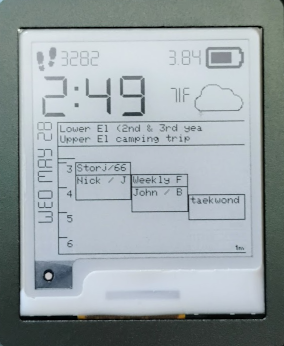 3282
3.84
2:49
71F
Lower El (2nd & 3rd yea
Upper El camping trip
WED MAY 28
3
StorJ/66
Nick / J
Weekly F
4
John / B
taekwond
5
6